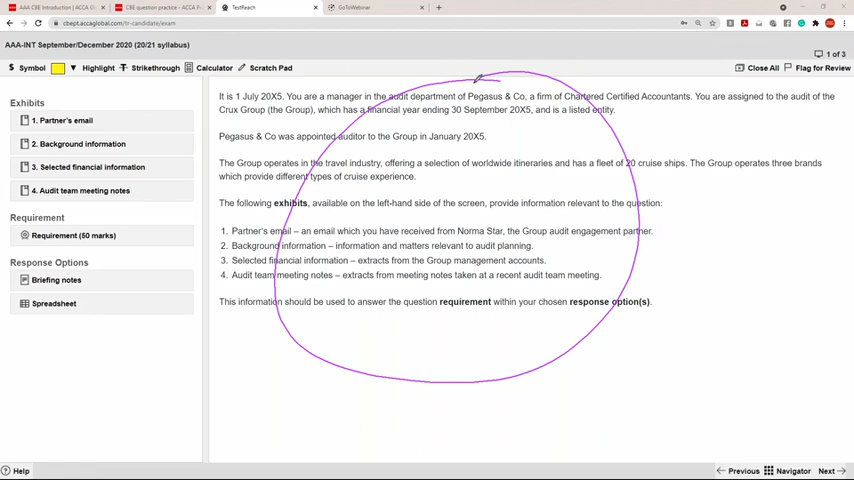 AAA CBE Introduction | ACCA Glo
CBE question practice - ACCA P
TestReach
GoToWebinar
cbept.accaglobal.com/tr-candidate/exam
AAA-INT September/December 2020 (20/21 syllabus)
1 of 3
$ Symbol Highlight Strikethrough Calculator Scratch Pad
Close All Flag for Review
Exhibits
1. Partner's email
2. Background information
3. Selected financial information
4. Audit team meeting notes
Requirement
Requirement (50 marks)
Response Options
Briefing notes
Spreadsheet
It is 1 July 20X5. You are a manager in the audit department of Pegasus & Co, a firm of Chartered Certified Accountants. You are assigned to the audit of the
Crux Group (the Group), which has a financial year ending 30 September 20X5, and is a listed entity.
Pegasus & Co was appointed auditor to the Group in January 20X5.
The Group operates in the travel industry, offering a selection of worldwide itineraries and has a fleet of 20 cruise ships. The Group operates three brands
which provide different types of cruise experience.
The following exhibits, available on the left-hand side of the screen, provide information relevant to the question:
1. Partner's email – an email which you have received from Norma Star, the Group audit engagement partner.
2. Background information – information and matters relevant to audit planning.
3. Selected financial information – extracts from the Group management accounts.
4. Audit team meeting notes – extracts from meeting notes taken at a recent audit team meeting.
This information should be used to answer the question requirement within your chosen response option(s).
Help
Previous Navigator Next